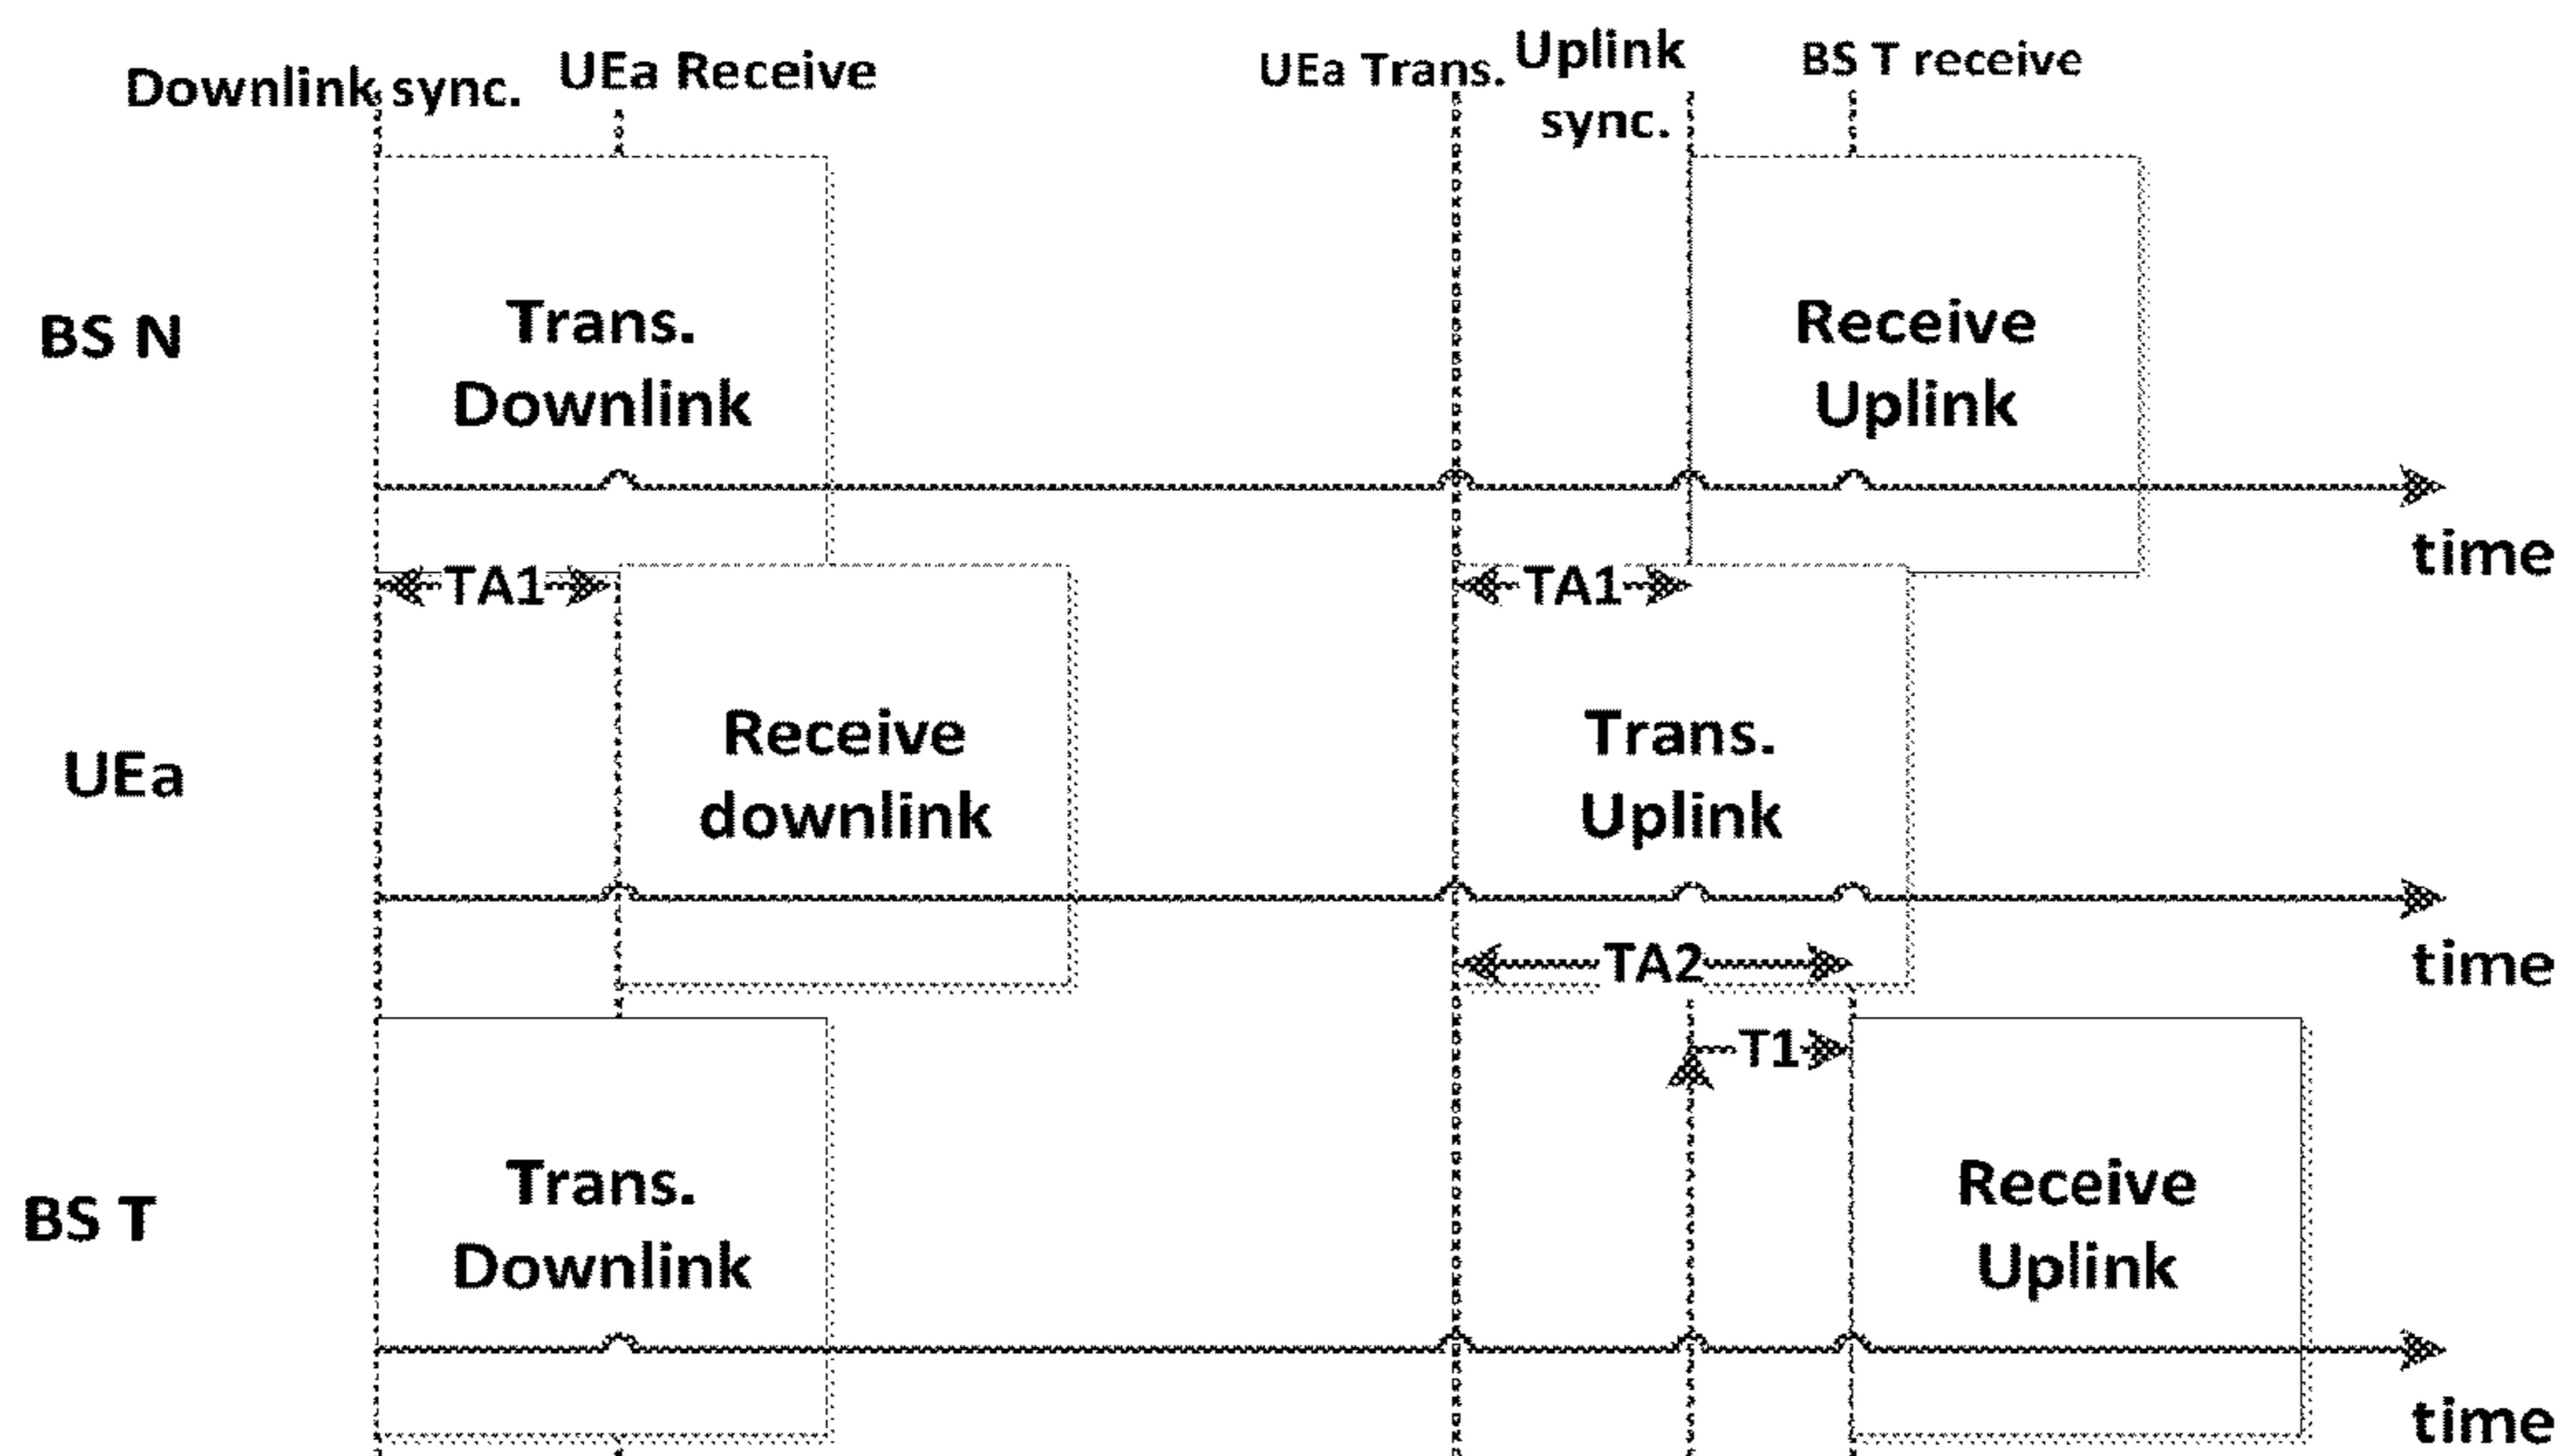 Downlink sync.
UEa Receive
UEa Trans.
Uplink
sync.
BS T receive
BS N
Trans.
Downlink
Receive
Uplink
time
TA1
TA1
UEa
Receive
downlink
Trans.
Uplink
time
TA2
T1
BS T
Trans.
Downlink
Receive
Uplink
time